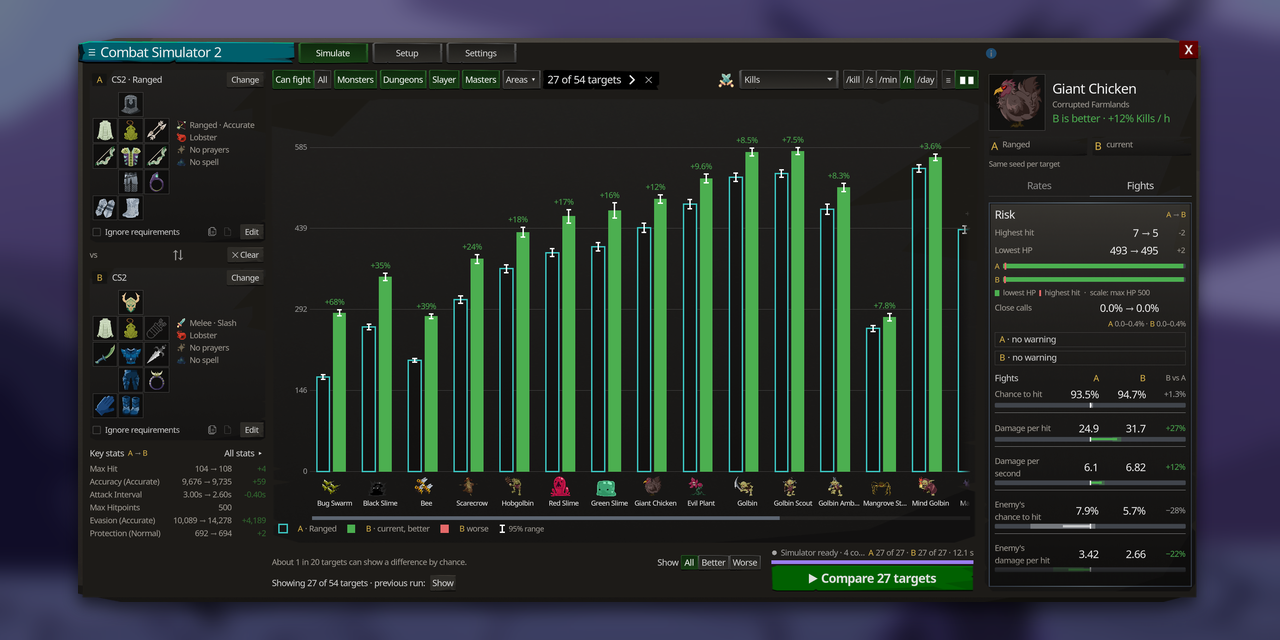 ☰ Combat Simulator 2
Simulate
Setup
Settings
X
A CS2 · Ranged
Change
Ranged · Accurate
Lobster
No prayers
No spell
Ignore requirements
Edit
vs
Clear
B CS2
Change
Melee · Slash
Lobster
No prayers
No spell
Ignore requirements
Edit
Key stats A → B
All stats
Max Hit 104 → 108 +4
Accuracy (Accurate) 9,676 → 9,735 +59
Attack Interval 3.00s → 2.60s -0.40s
Max Hitpoints 500
Evasion (Accurate) 10,089 → 14,278 +4,189
Protection (Normal) 692 → 694 +2
Can fight All Monsters Dungeons Slayer Masters Areas 27 of 54 targets
Kills
/kill /s /min /h /day
585
439
292
146
0
+68%
+35%
+39%
+24%
+18%
+17%
+16%
+12%
+9.6%
+8.5%
+7.5%
+8.3%
+7.8%
+3.6%
Bug Swarm
Black Slime
Bee
Scarecrow
Hobgolbin
Red Slime
Green Slime
Giant Chicken
Evil Plant
Golbin
Golbin Scout
Golbin Amb...
Mangrove St...
Mind Golbin
A · Ranged
B · current, better
B worse
95% range
About 1 in 20 targets can show a difference by chance.
Showing 27 of 54 targets · previous run: Show
Show All Better Worse
Simulator ready · 4 co... A 27 of 27 · B 27 of 27 · 12.1 s
Compare 27 targets
Giant Chicken
Corrupted Farmlands
B is better · +12% Kills / h
A Ranged
B current
Same seed per target
Rates
Fights
Risk A → B
Highest hit 7 → 5 -2
Lowest HP 493 → 495 +2
A
B
lowest HP highest hit · scale: max HP 500
Close calls 0.0% → 0.0%
A 0.0–0.4% · B 0.0–0.4%
A · no warning
B · no warning
Fights A B B vs A
Chance to hit 93.5% 94.7% +1.3%
Damage per hit 24.9 31.7 +27%
Damage per
second 6.1 6.82 +12%
Enemy's
chance to hit 7.9% 5.7% −28%
Enemy's
damage per hit 3.42 2.66 −22%